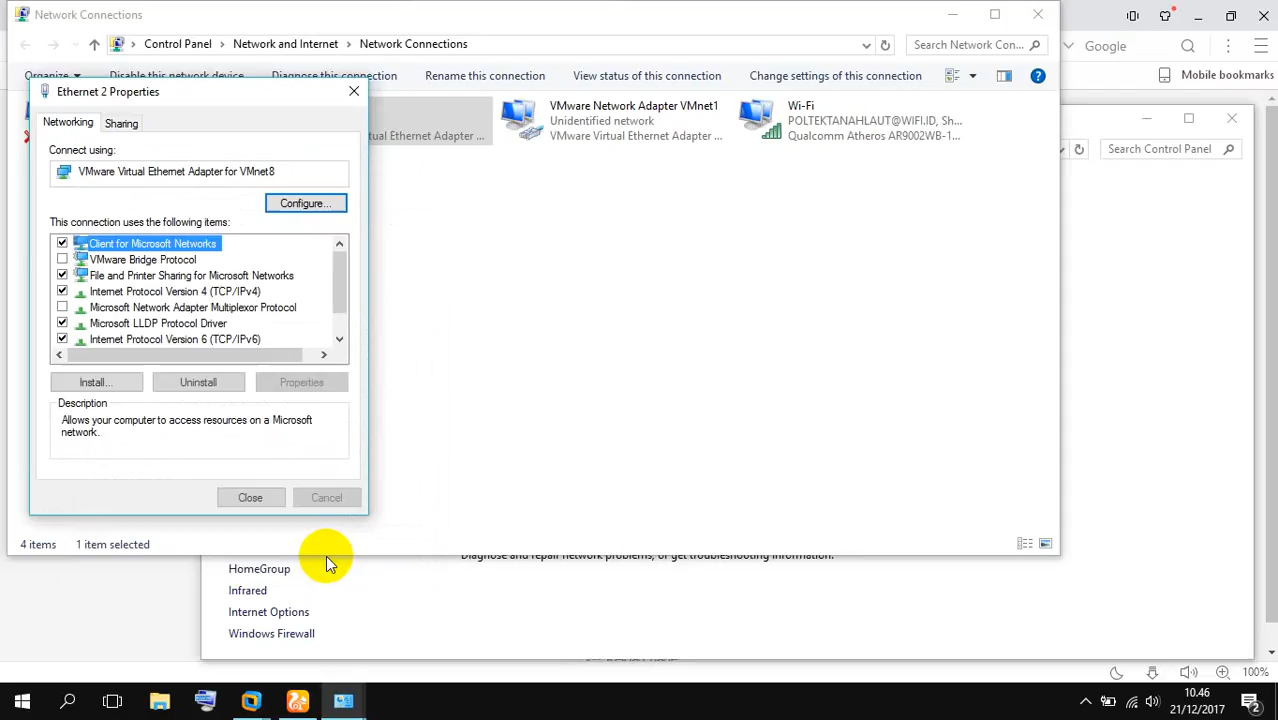 Network Connections
Control Panel
Network and Internet
Network Connections
Search Network Con...
Google
Organize
Disable this network device
Diagnose this connection
Rename this connection
View status of this connection
Change settings of this connection
Mobile bookmarks
Ethernet 2 Properties
Networking
Sharing
Connect using:
VMware Virtual Ethernet Adapter for VMnet8
Configure...
This connection uses the following items:
Client for Microsoft Networks
VMware Bridge Protocol
File and Printer Sharing for Microsoft Networks
Internet Protocol Version 4 (TCP/IPv4)
Microsoft Network Adapter Multiplexor Protocol
Microsoft LLDP Protocol Driver
Internet Protocol Version 6 (TCP/IPv6)
Install...
Uninstall
Properties
Description
Allows your computer to access resources on a Microsoft
network.
Close
Cancel
Ethernet Adapter ...
VMware Network Adapter VMnet1
Unidentified network
VMware Virtual Ethernet Adapter ...
Wi-Fi
POLTEKTANAHLAUT@WIFI.ID, Sh...
Qualcomm Atheros AR9002WB-1...
Search Control Panel
4 items
1 item selected
Diagnose and repair network problems, or get troubleshooting information.
HomeGroup
Infrared
Internet Options
Windows Firewall
100%
10.46
21/12/2017
2